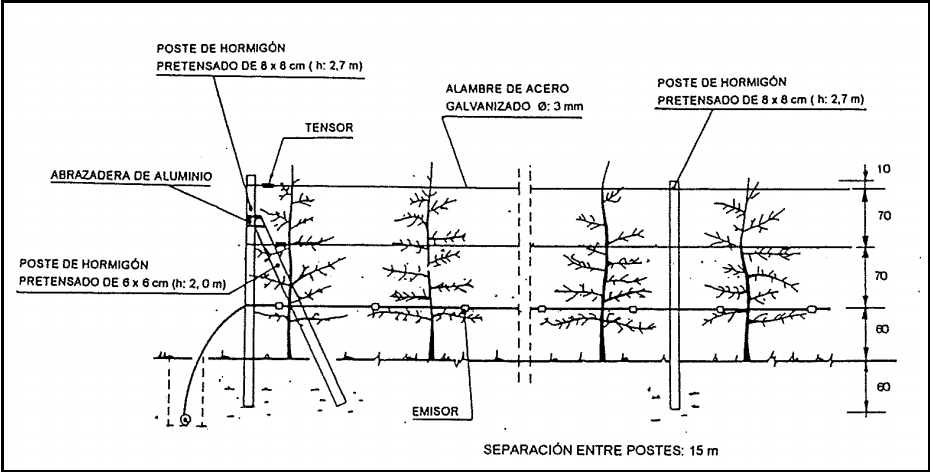 POSTE DE HORMIGÓN
PRETENSADO DE 8 x 8 cm ( h: 2,7 m)
ALAMBRE DE ACERO
GALVANIZADO Ø: 3 mm
POSTE DE HORMIGÓN
PRETENSADO DE 8 x 8 cm ( h: 2,7 m)
TENSOR
ABRAZADERA DE ALUMINIO
10
70
POSTE DE HORMIGÓN
PRETENSADO DE 6 x 6 cm (h: 2, 0 m)
70
60
60
EMISOR
SEPARACIÓN ENTRE POSTES: 15 m